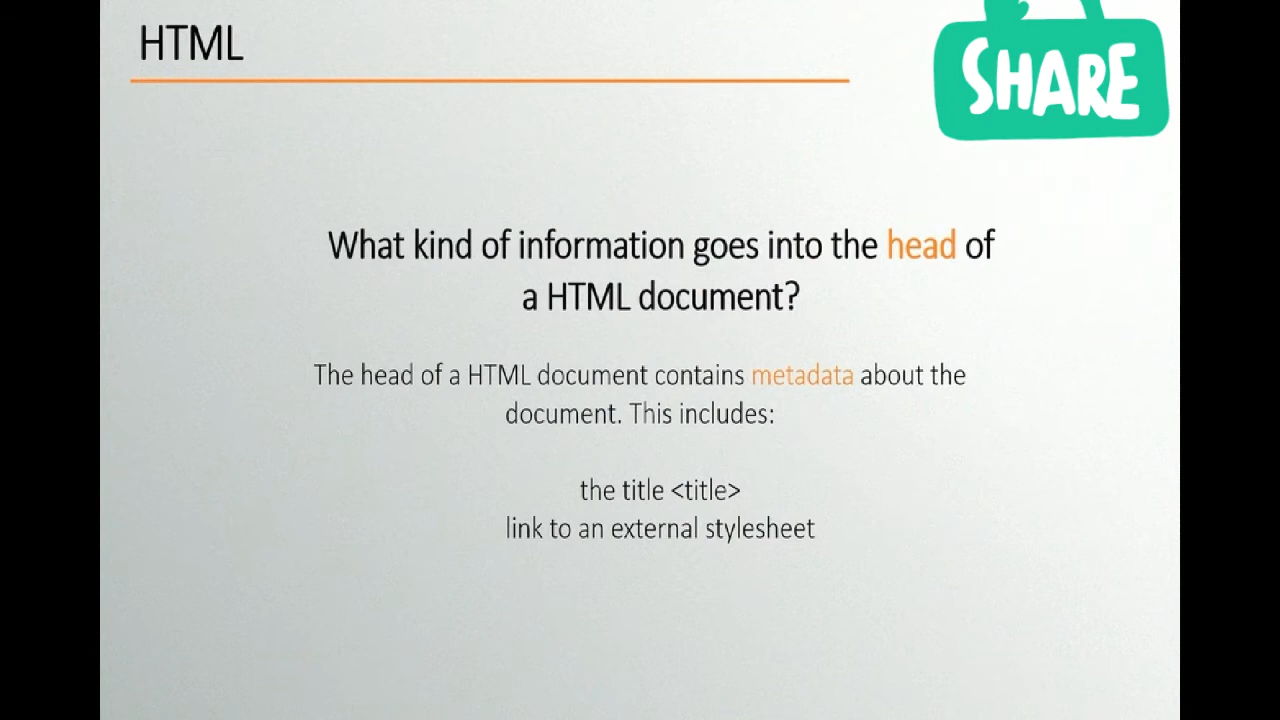 HTML
SHARE
What kind of information goes into the head of
a HTML document?
The head of a HTML document contains metadata about the
document. This includes:
the title <title>
link to an external stylesheet